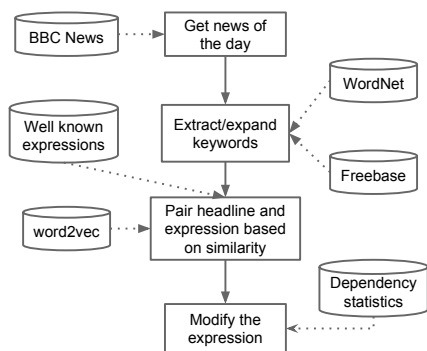 BBC News
Get news of
the day
WordNet
Well known
expressions
Extract/expand
keywords
Freebase
word2vec
Pair headline and
expression based
on similarity
Dependency
statistics
Modify the
expression